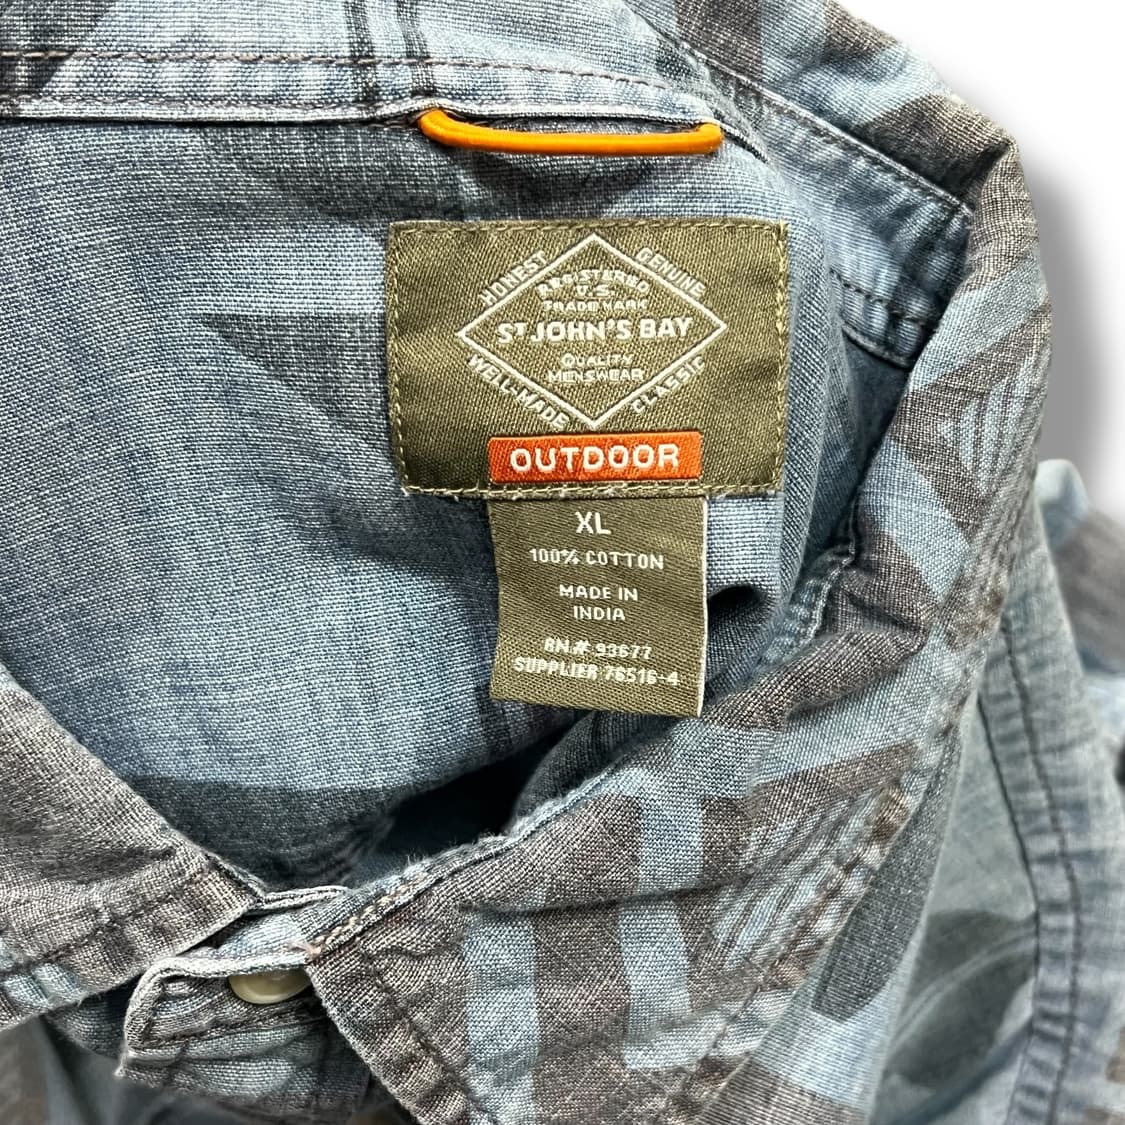 HONEST
GENUINE
REGISTERED
U.S.
TRADE MARK
ST JOHN'S BAY
QUALITY
MENSWEAR
WELL-MADE
CLASSIC
OUTDOOR
XL
100% COTTON
MADE IN
INDIA
RN# 93677
SUPPLIER 76516-4